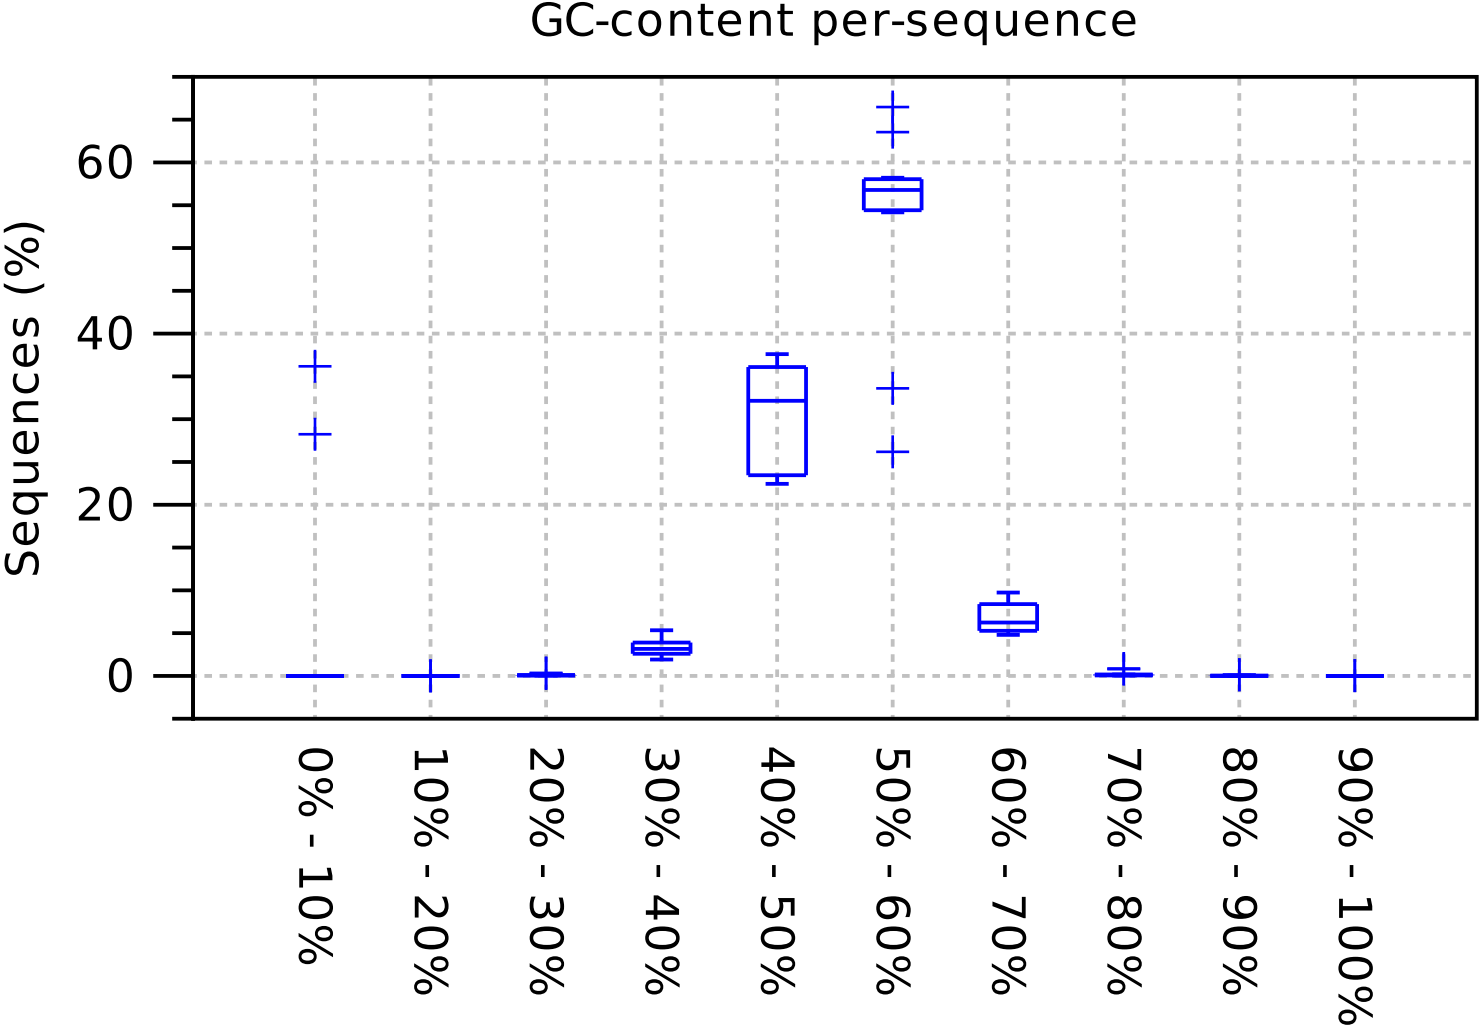 GC-content per-sequence
Sequences (%)
60
40
20
0
0% - 10%
10% - 20%
20% - 30%
30% - 40%
40% - 50%
50% - 60%
60% - 70%
70% - 80%
80% - 90%
90% - 100%